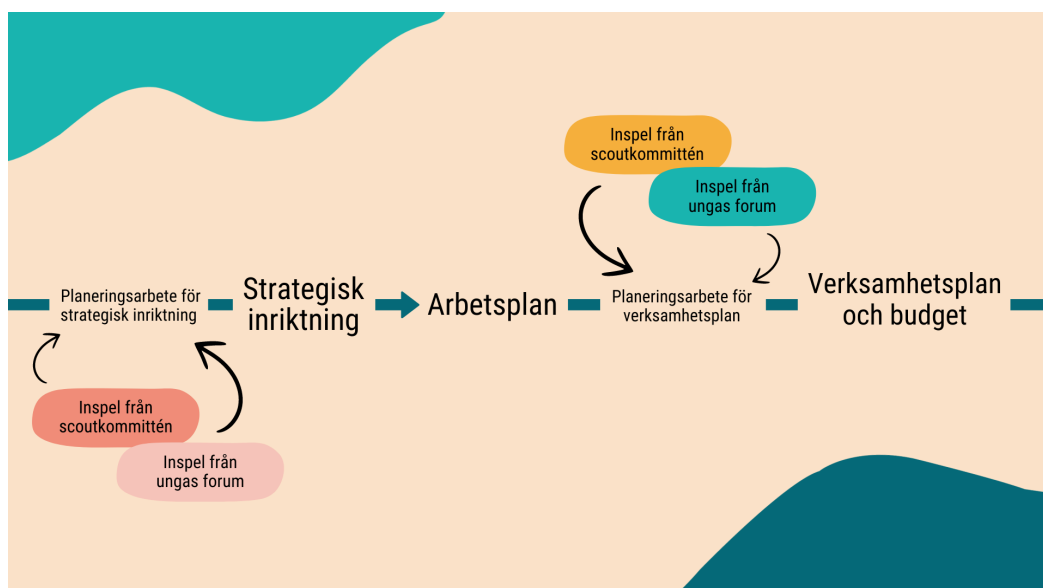 Inspel från
scoutkommittén
Inspel från
ungas forum
Planeringsarbete för
strategisk inriktning
Strategisk
inriktning
Arbetsplan
Planeringsarbete för
verksamhetsplan
Verksamhetsplan
och budget
Inspel från
scoutkommittén
Inspel från
ungas forum